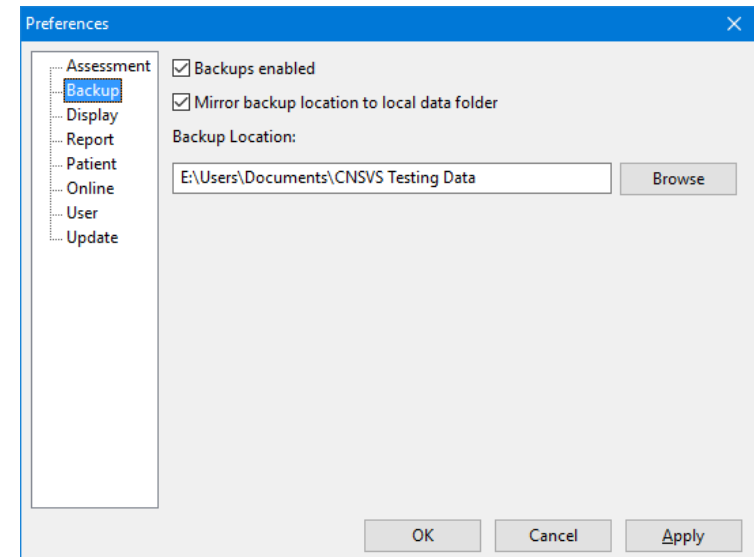 Preferences
Assessment
Backup
Display
Report
Patient
Online
User
Update
Backups enabled
Mirror backup location to local data folder
Backup Location:
E:\Users\Documents\CNSVS Testing Data
Browse
OK
Cancel
Apply